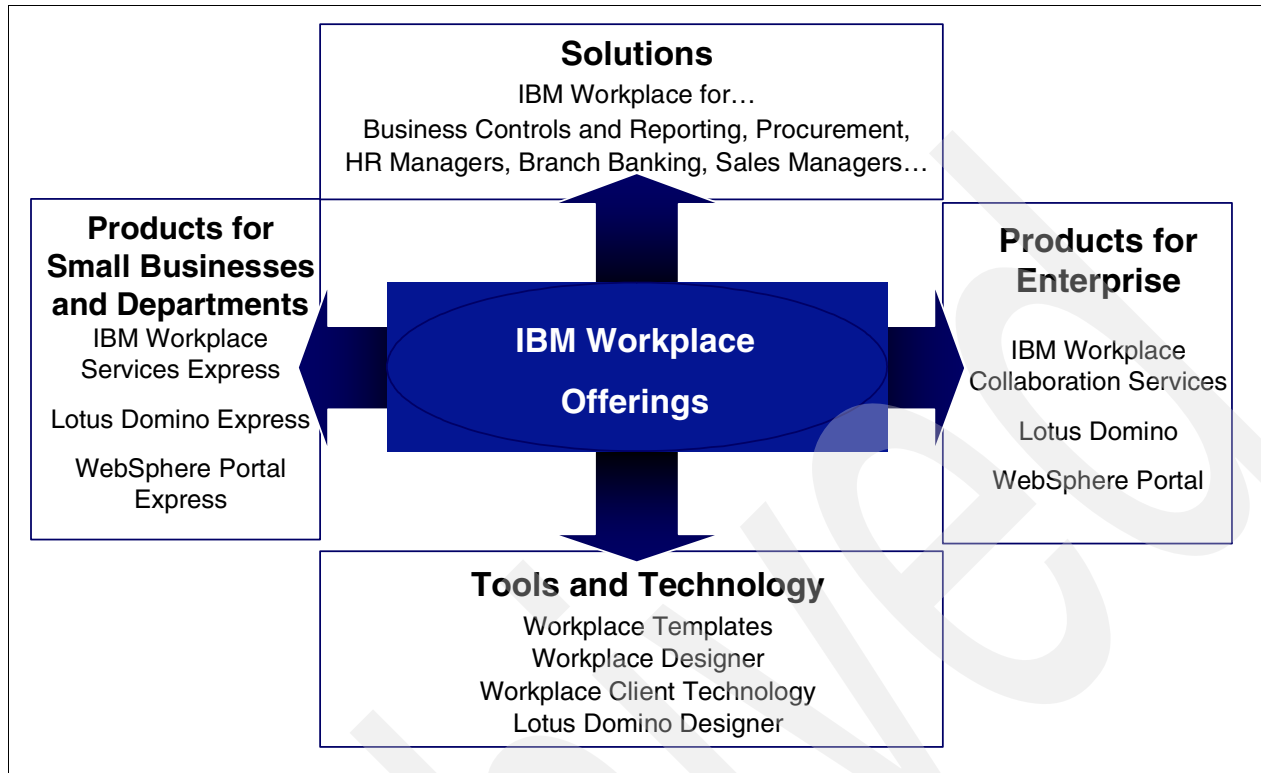 Solutions
IBM Workplace for…
Business Controls and Reporting, Procurement,
HR Managers, Branch Banking, Sales Managers…
Products for
Small Businesses
and Departments
IBM Workplace
Services Express
Lotus Domino Express
WebSphere Portal
Express
IBM Workplace
Offerings
Products for
Enterprise
IBM Workplace
Collaboration Services
Lotus Domino
WebSphere Portal
Tools and Technology
Workplace Templates
Workplace Designer
Workplace Client Technology
Lotus Domino Designer